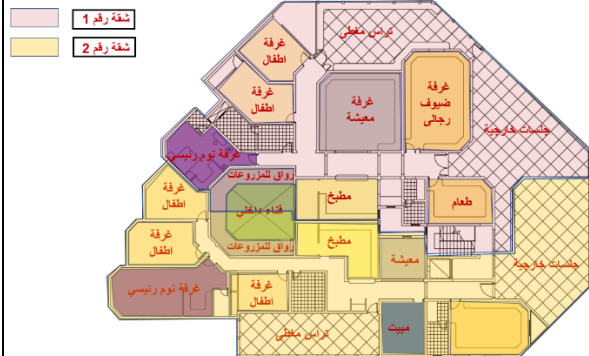 شقة رقم 1
شقة رقم 2
غرفة
اطفال
تراس مغطى
غرفة
اطفال
غرفة
معيشة
غرفة
ضيوف
رجالى
جلسات خارجية
غرفة نوم رئيسي
رواق للمزروعات
غرفة
اطفال
فناء داخلي
مطبخ
طعام
غرفة
اطفال
رواق للمزروعات
مطبخ
معيشة
جلسات خارجية
غرفة نوم رئيسي
غرفة
اطفال
تراس مغطى
مبيت